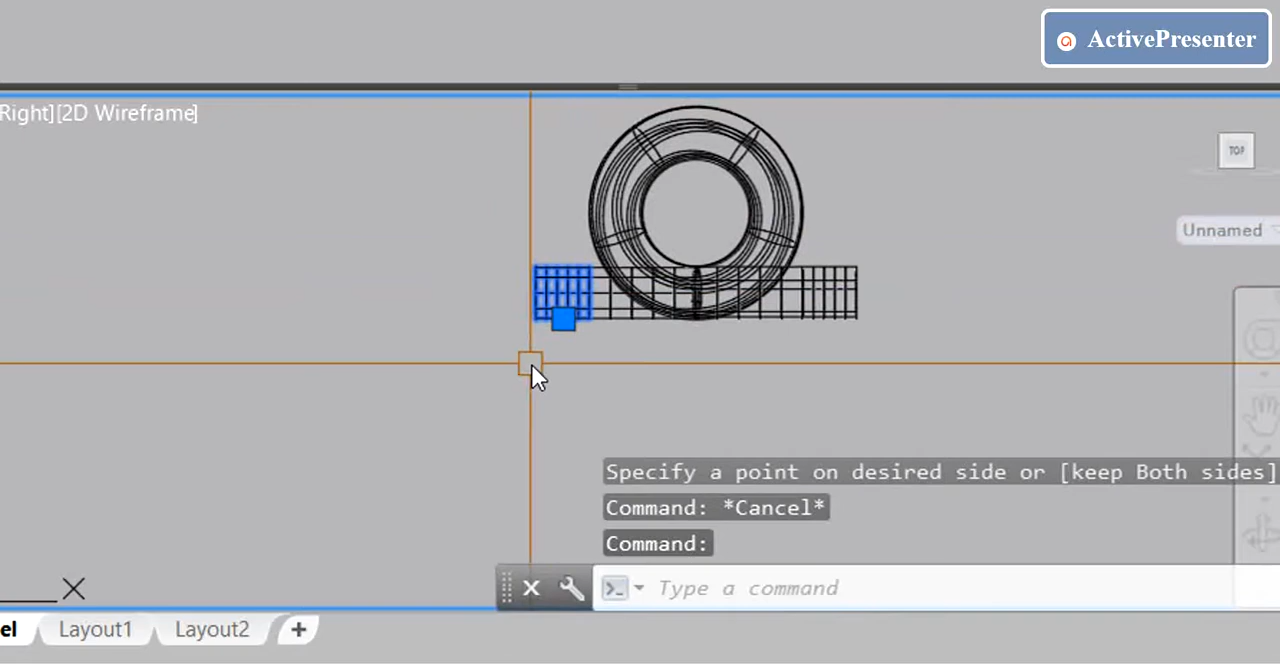 ActivePresenter
Right][2D Wireframe]
TOP
Unnamed
Specify a point on desired side or [keep Both sides]
Command: *Cancel*
Command:
Type a command
el
Layout1
Layout2